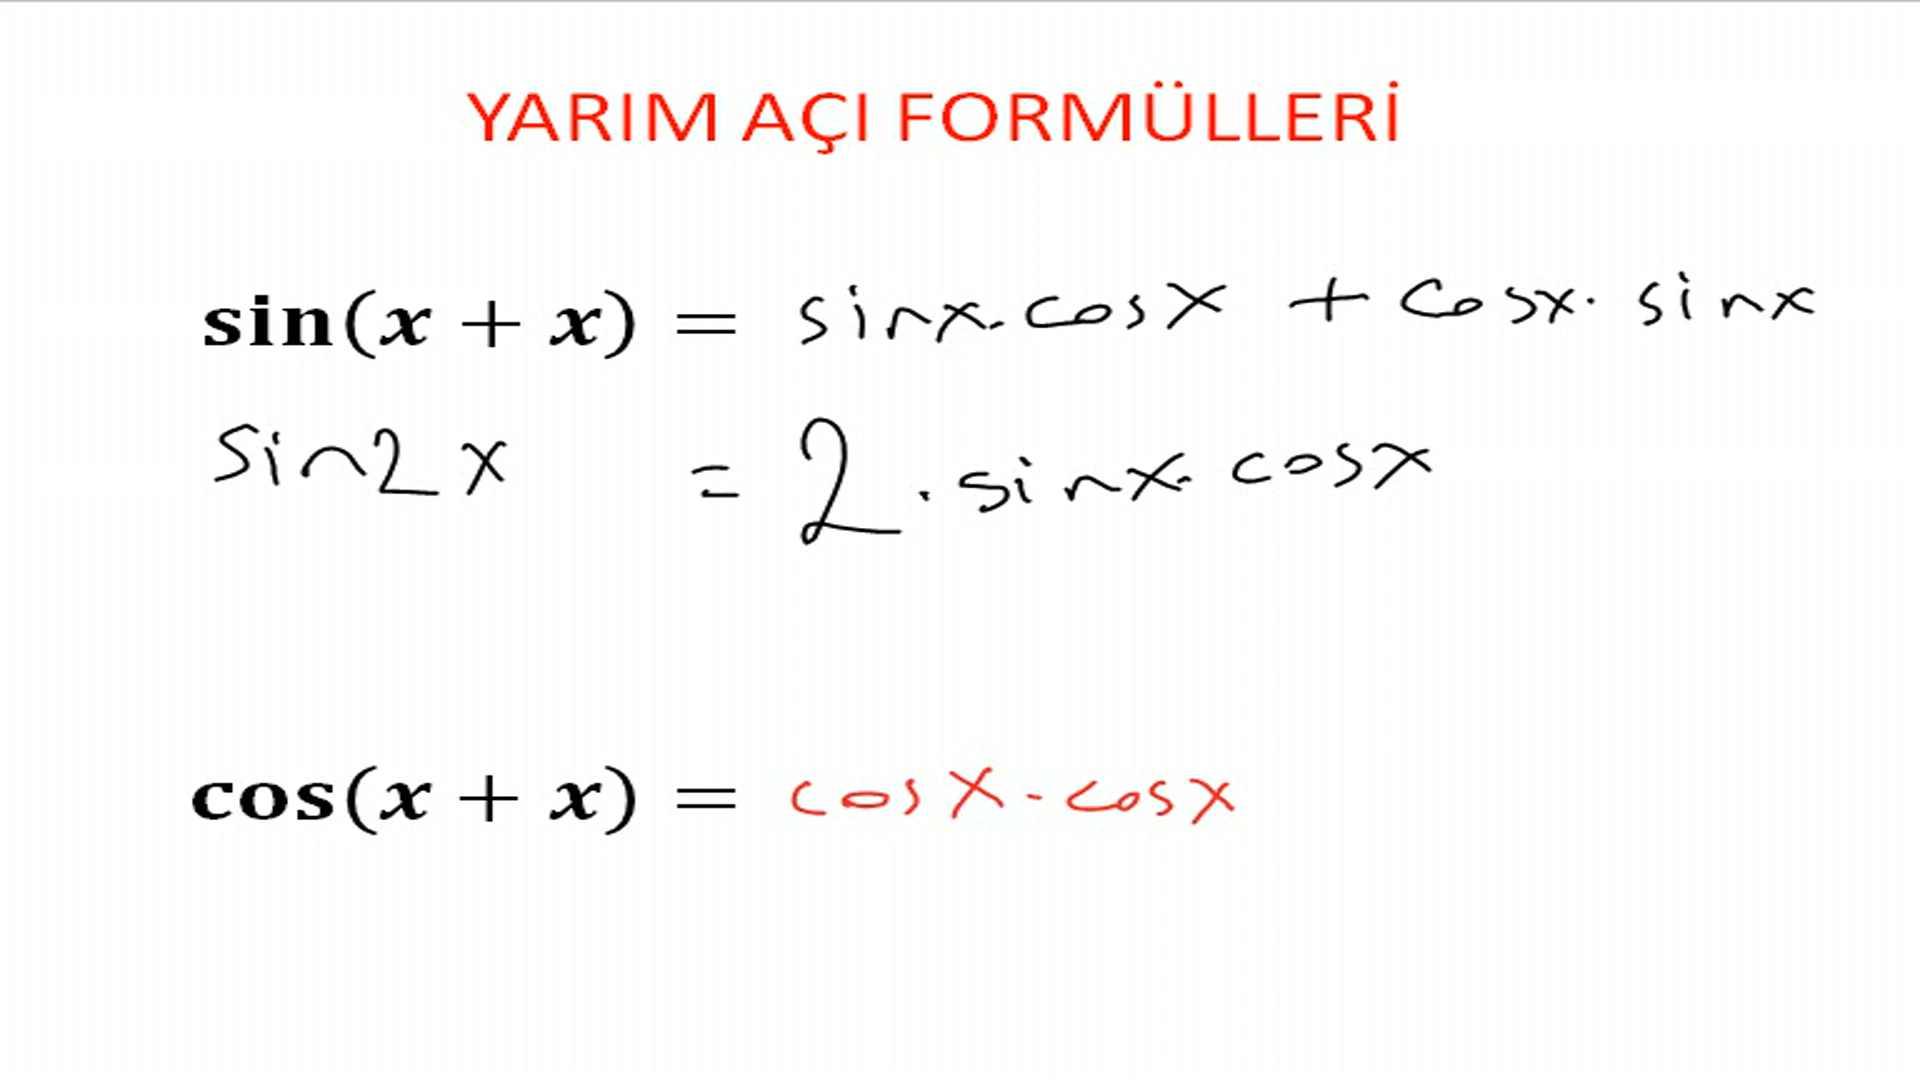 YARIM AÇI FORMÜLLERİ
sin(x + x) = sinx.cosx + cosx. sinx
sin2x = 2.sinx.cosx
cos(x + x) = cosx.cosx